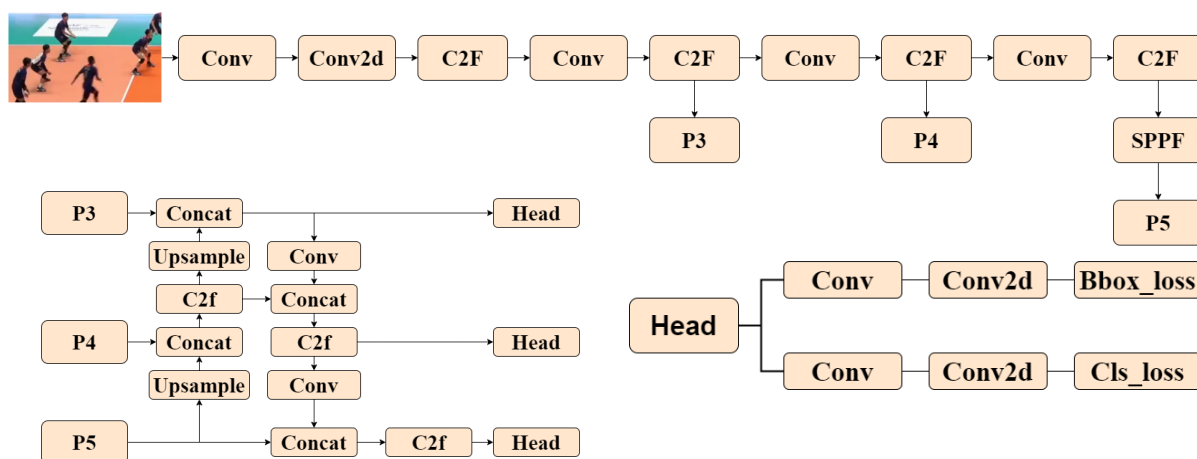 Conv
Conv2d
C2F
Conv
C2F
Conv
C2F
Conv
C2F
P3
P4
SPPF
P5
P3
Concat
Head
Upsample
Conv
C2f
Concat
P4
Concat
C2f
Head
Upsample
Conv
P5
Concat
C2f
Head
Head
Conv
Conv2d
Bbox_loss
Conv
Conv2d
Cls_loss